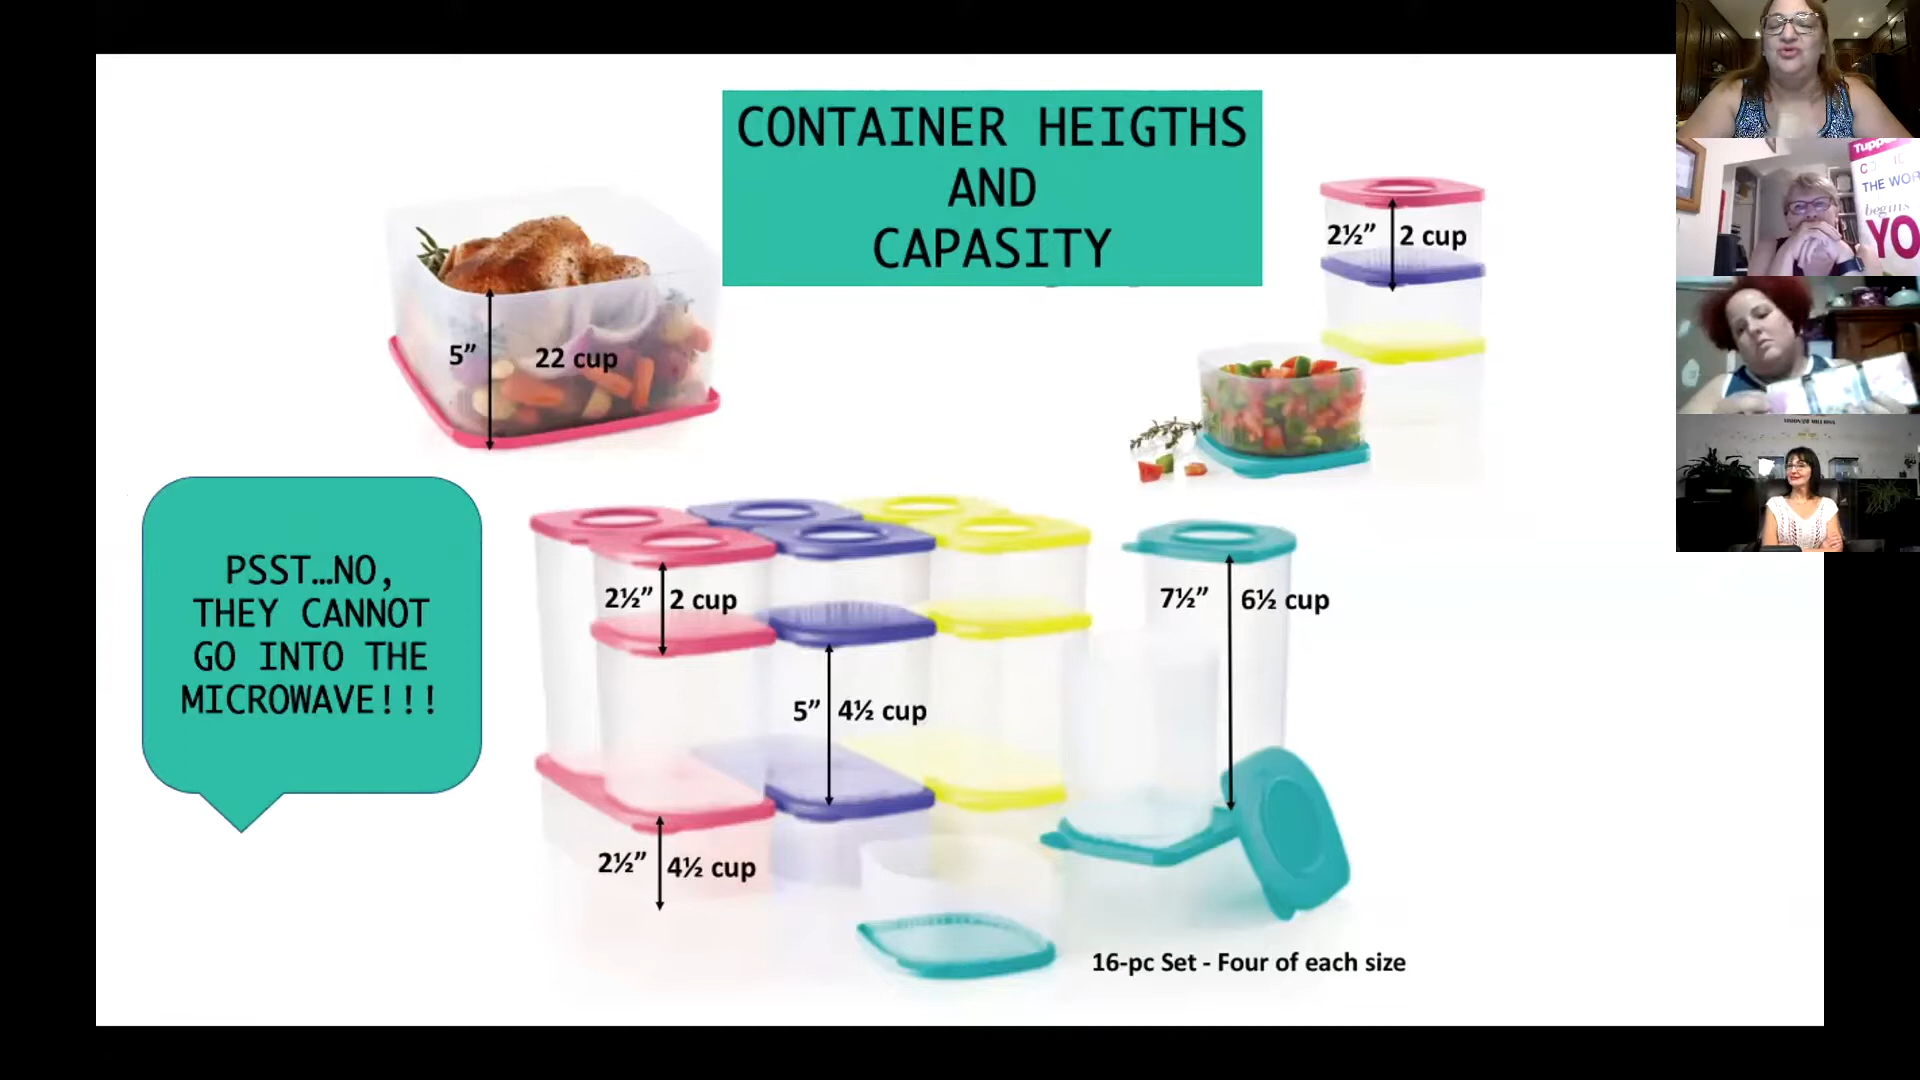 CONTAINER HEIGTHS
AND
CAPASITY
2½” 2 cup
5” 22 cup
PSST…NO,
THEY CANNOT
GO INTO THE
MICROWAVE!!!
2½” 2 cup
7½” 6½ cup
5” 4½ cup
2½” 4½ cup
16-pc Set - Four of each size
THE WOR
begins
YO